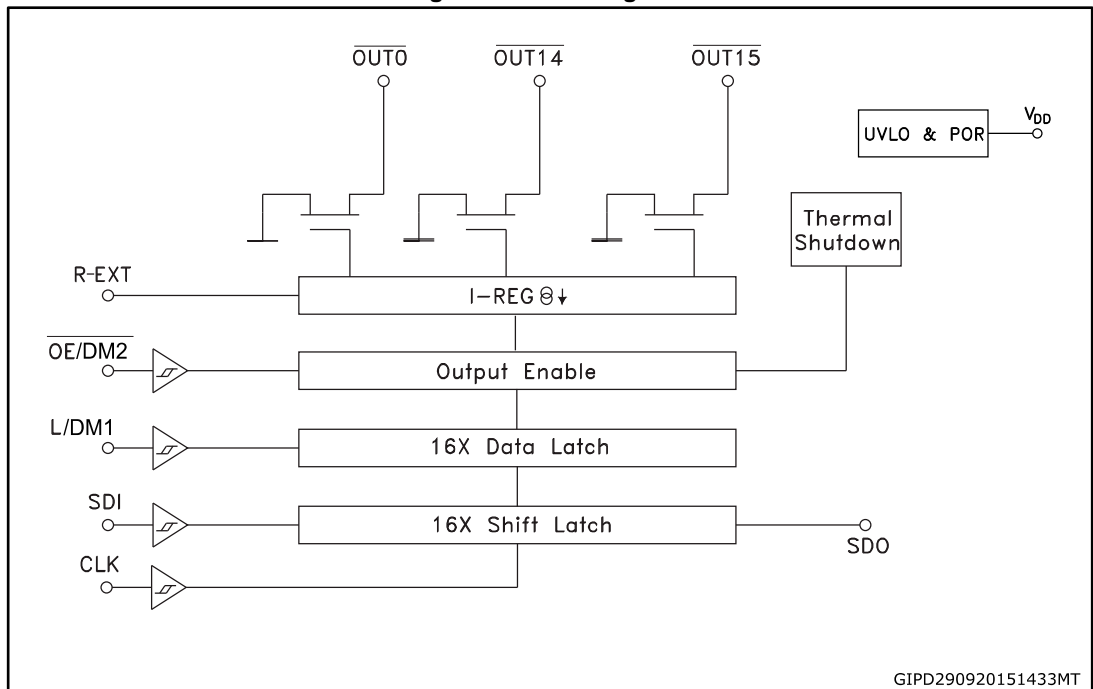 OUT0
OUT14
OUT15
V_DD
UVLO & POR
Thermal
Shutdown
R-EXT
I-REG
OE/DM2
Output Enable
L/DM1
16X Data Latch
SDI
16X Shift Latch
SDO
CLK
GIPD290920151433MT